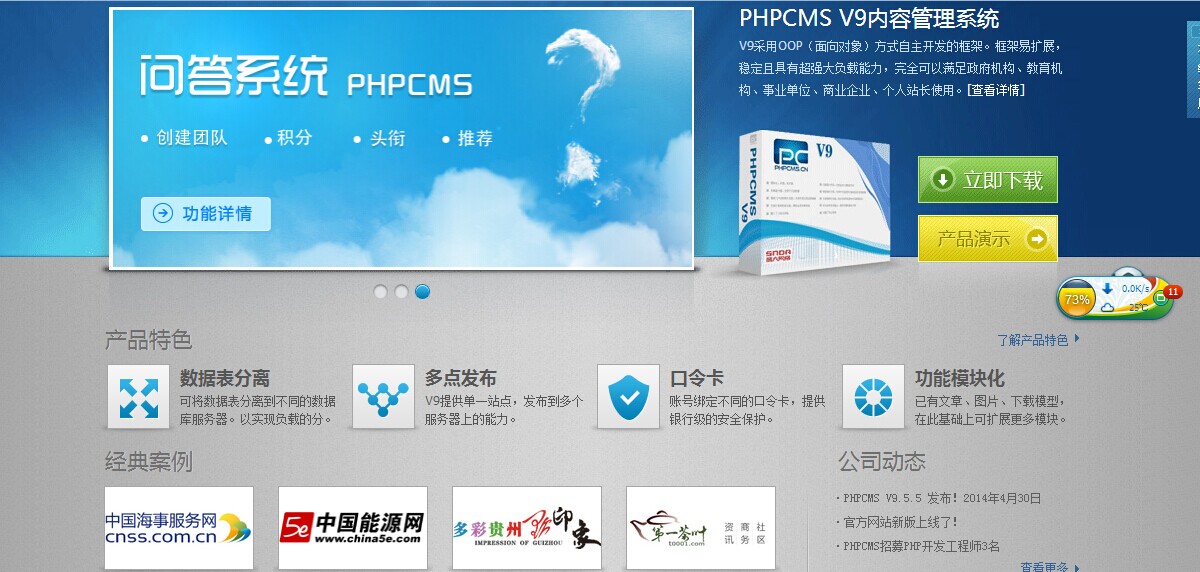 问答系统 PHPCMS
• 创建团队 • 积分 • 头衔 • 推荐
功能详情
PHPCMS V9内容管理系统
V9采用OOP（面向对象）方式自主开发的框架。框架易扩展，
稳定且具有超强大负载能力，完全可以满足政府机构、教育机
构、事业单位、商业企业、个人站长使用。[查看详情]
PHPCMS V9
PC V9
PHPCMS.CN
SNDA
盛大网络
立即下载
产品演示
73%
0.0K/s
25℃
11
产品特色
了解产品特色
数据表分离
可将数据表分离到不同的数据
库服务器。以实现负载的分。
多点发布
V9提供单一站点，发布到多个
服务器上的能力。
口令卡
账号绑定不同的口令卡，提供
银行级的安全保护。
功能模块化
已有文章、图片、下载模型，
在此基础上可扩展更多模块。
经典案例
中国海事服务网
cnss.com.cn
5e 中国能源网
www.china5e.com
多彩贵州印象
IMPRESSION OF GUIZHOU
第一茶叶
t0001.com
资商社
讯务区
公司动态
· PHPCMS V9.5.5 发布！2014年4月30日
· 官方网站新版上线了！
· PHPCMS招募PHP开发工程师3名
查看更多